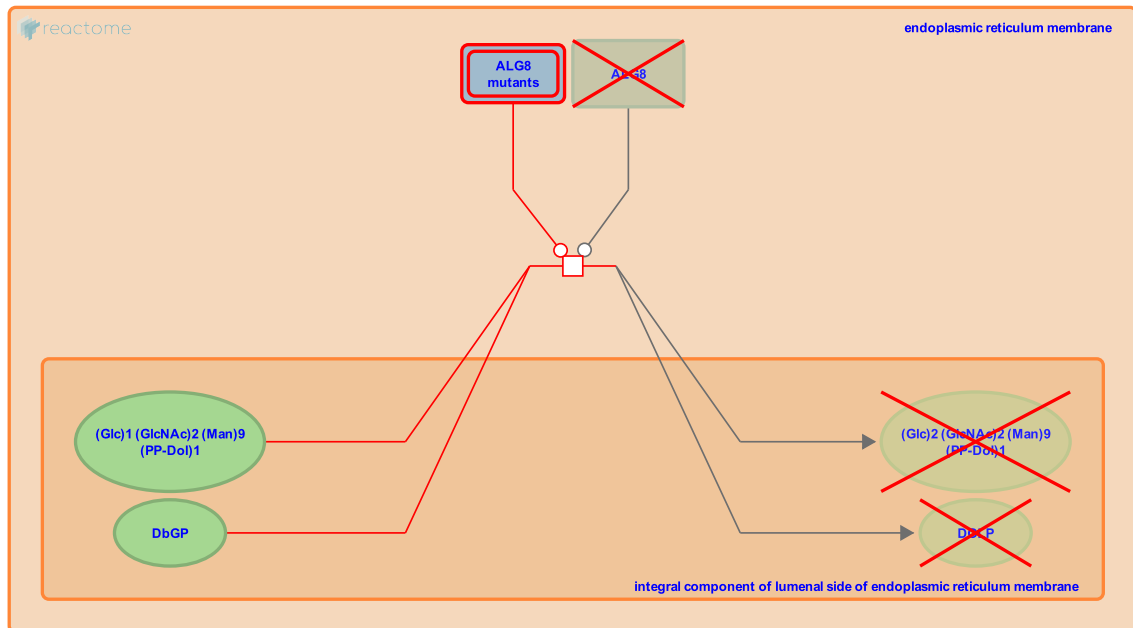 reactome
endoplasmic reticulum membrane
ALG8
mutants
ALG8
(Glc)1 (GlcNAc)2 (Man)9
(PP-Dol)1
(Glc)2 (GlcNAc)2 (Man)9
(PP-Dol)1
DbGP
integral component of lumenal side of endoplasmic reticulum membrane